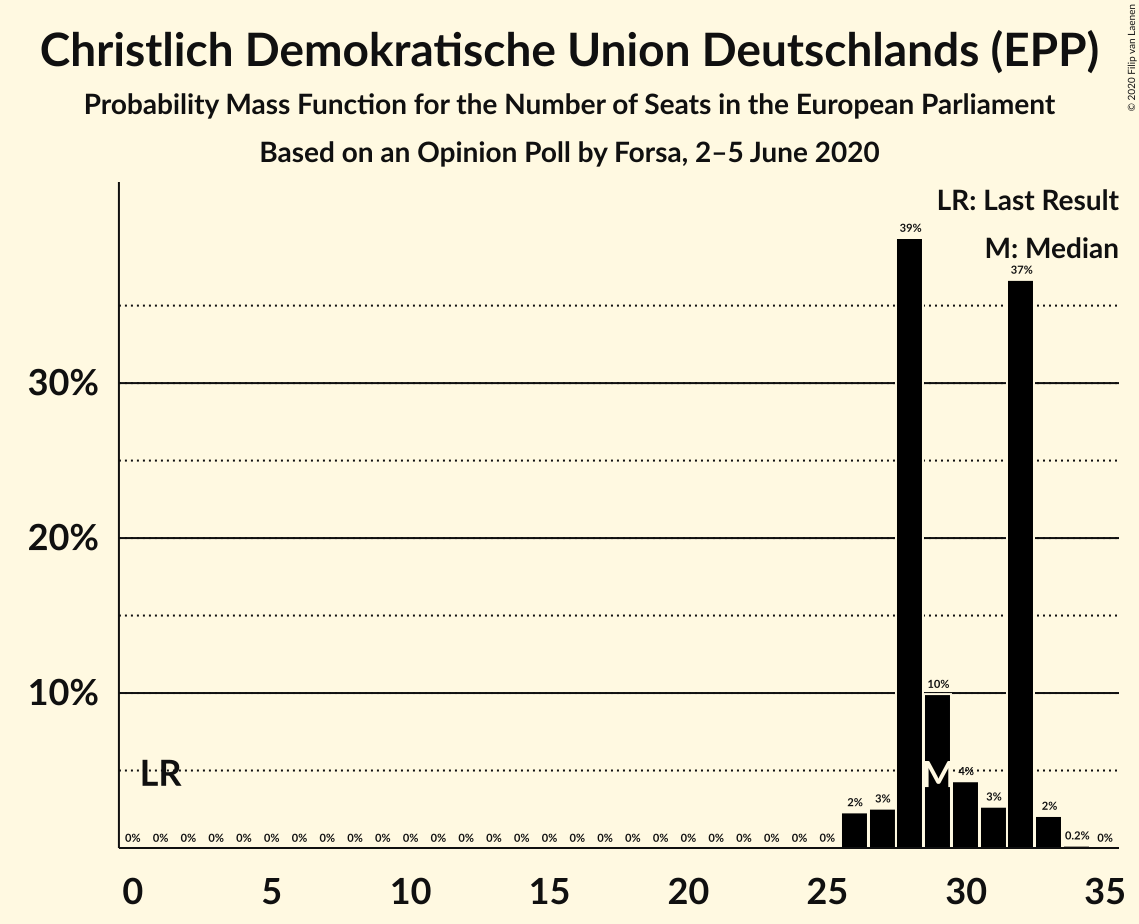 Christlich Demokratische Union Deutschlands (EPP)
Probability Mass Function for the Number of Seats in the European Parliament
Based on an Opinion Poll by Forsa, 2–5 June 2020
© 2020 Filip van Laenen
LR: Last Result
M: Median
39%
37%
30%
20%
10%
10%
LR
M
4%
2%
3%
3%
2%
0% 0% 0% 0% 0% 0% 0% 0% 0% 0% 0% 0% 0% 0% 0% 0% 0% 0% 0% 0% 0% 0% 0% 0% 0% 0% 0.2% 0%
0 5 10 15 20 25 30 35